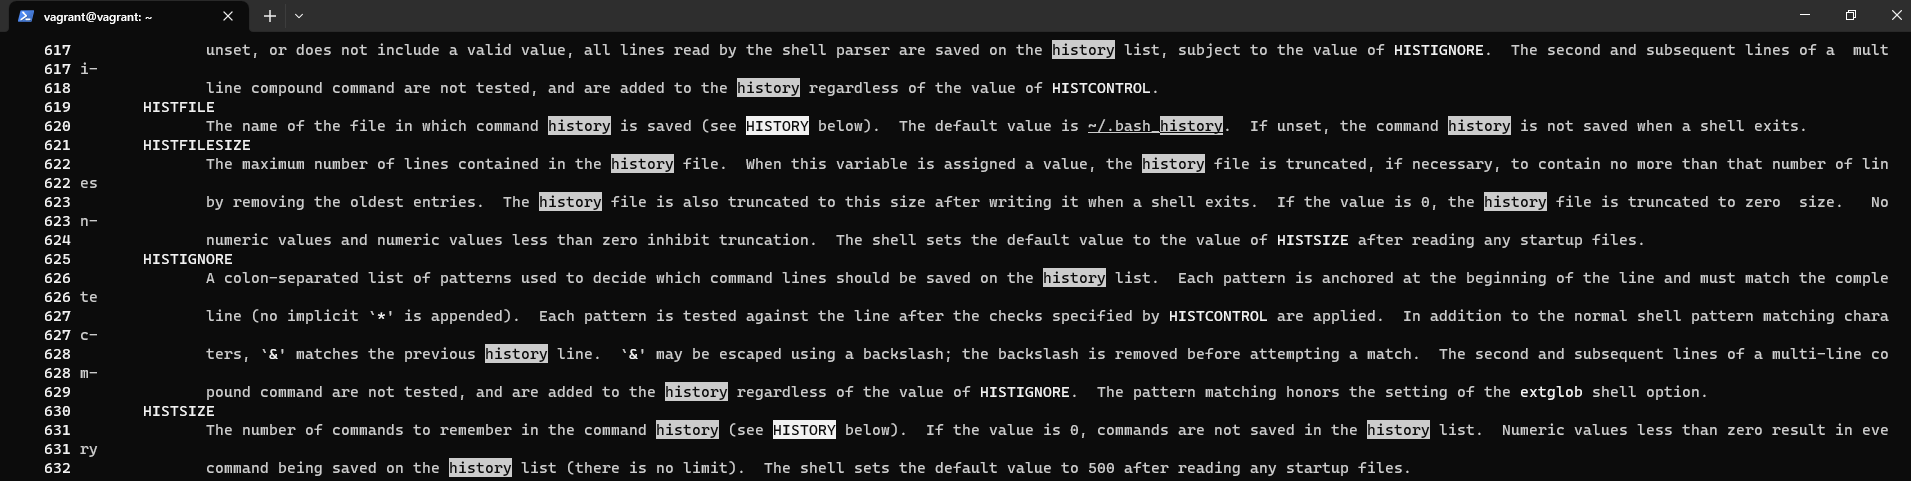 vagrant@vagrant: ~
617 unset, or does not include a valid value, all lines read by the shell parser are saved on the history list, subject to the value of HISTIGNORE.  The second and subsequent lines of a  mult
617 i-
618 line compound command are not tested, and are added to the history regardless of the value of HISTCONTROL.
619 HISTFILE
620 The name of the file in which command history is saved (see HISTORY below).  The default value is ~/.bash_history.  If unset, the command history is not saved when a shell exits.
621 HISTFILESIZE
622 The maximum number of lines contained in the history file.  When this variable is assigned a value, the history file is truncated, if necessary, to contain no more than that number of lin
622 es
623 by removing the oldest entries.  The history file is also truncated to this size after writing it when a shell exits.  If the value is 0, the history file is truncated to zero  size.   No
623 n-
624 numeric values and numeric values less than zero inhibit truncation.  The shell sets the default value to the value of HISTSIZE after reading any startup files.
625 HISTIGNORE
626 A colon-separated list of patterns used to decide which command lines should be saved on the history list.  Each pattern is anchored at the beginning of the line and must match the comple
626 te
627 line (no implicit `*' is appended).  Each pattern is tested against the line after the checks specified by HISTCONTROL are applied.  In addition to the normal shell pattern matching chara
627 c-
628 ters, `&' matches the previous history line.  `&' may be escaped using a backslash; the backslash is removed before attempting a match.  The second and subsequent lines of a multi-line co
628 m-
629 pound command are not tested, and are added to the history regardless of the value of HISTIGNORE.  The pattern matching honors the setting of the extglob shell option.
630 HISTSIZE
631 The number of commands to remember in the command history (see HISTORY below).  If the value is 0, commands are not saved in the history list.  Numeric values less than zero result in eve
631 ry
632 command being saved on the history list (there is no limit).  The shell sets the default value to 500 after reading any startup files.